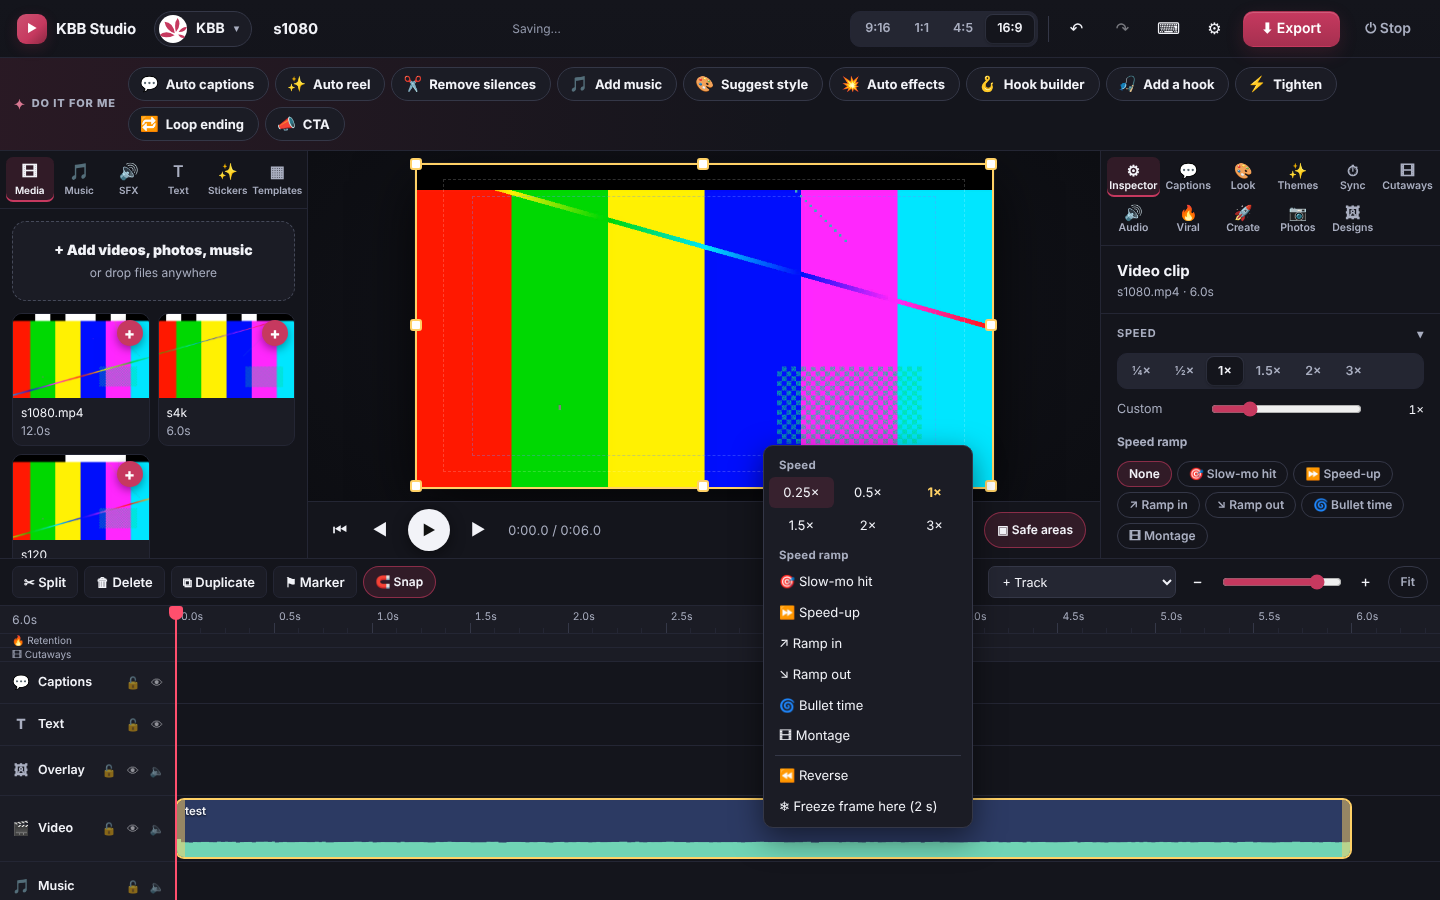 KBB Studio
KBB
s1080
Saving...
9:16 1:1 4:5 16:9
Export
Stop
DO IT FOR ME
Auto captions
Auto reel
Remove silences
Add music
Suggest style
Auto effects
Hook builder
Add a hook
Tighten
Loop ending
CTA
Media Music SFX Text Stickers Templates
+ Add videos, photos, music
or drop files anywhere
s1080.mp4
12.0s
s4k
6.0s
s120
0:00.0 / 0:06.0
Safe areas
Inspector Captions Look Themes Sync Cutaways
Audio Viral Create Photos Designs
Video clip
s1080.mp4 · 6.0s
SPEED
¼× ½× 1× 1.5× 2× 3×
Custom 1×
Speed ramp
None Slow-mo hit Speed-up
Ramp in Ramp out Bullet time
Montage
Speed
0.25× 0.5× 1×
1.5× 2× 3×
Speed ramp
Slow-mo hit
Speed-up
Ramp in
Ramp out
Bullet time
Montage
Reverse
Freeze frame here (2 s)
Split Delete Duplicate Marker Snap
+ Track
− + Fit
6.0s
0.0s 0.5s 1.0s 1.5s 2.0s 2.5s 0s 4.5s 5.0s 5.5s 6.0s
Retention
Cutaways
Captions
T Text
Overlay
Video
test
Music